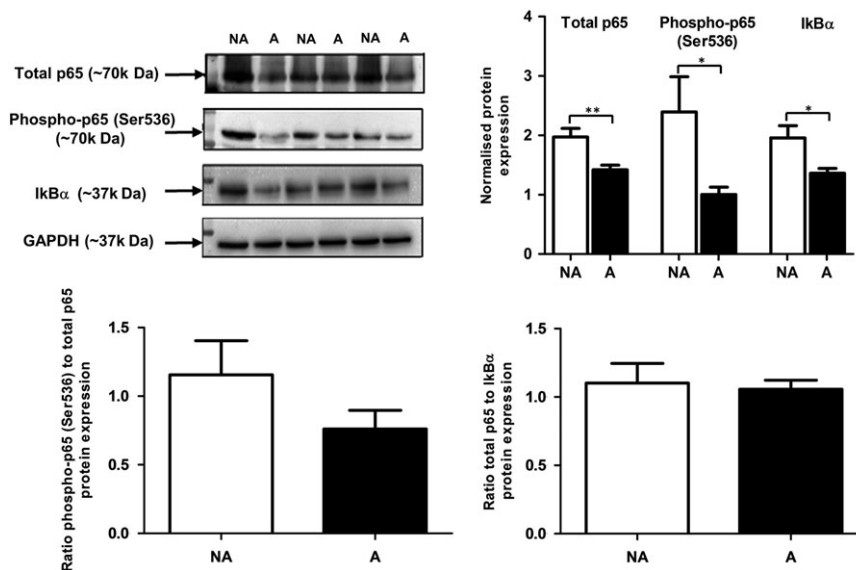 NA A NA A NA A
Total p65 (~70k Da)
Phospho-p65 (Ser536)
(~70k Da)
IkBα (~37k Da)
GAPDH (~37k Da)
Total p65 Phospho-p65 IkBα
(Ser536)
Normalised protein
expression
4
3
2
1
0
** * *
NA A NA A NA A
Ratio phospho-p65 (Ser536) to total p65
protein expression
1.5
1.0
0.5
0.0
NA A
Ratio total p65 to IkBα
protein expression
1.5
1.0
0.5
0.0
NA A